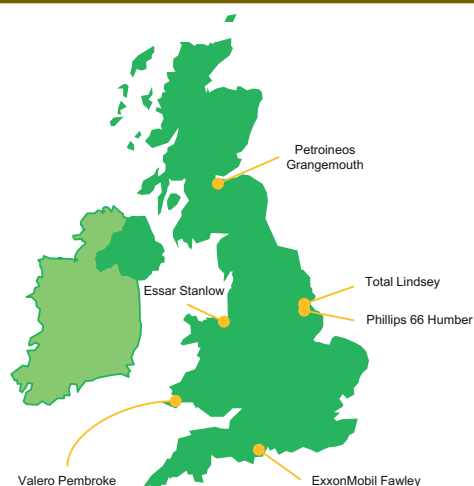 Petroineos
Grangemouth
Total Lindsey
Essar Stanlow
Phillips 66 Humber
Valero Pembroke
ExxonMobil Fawley